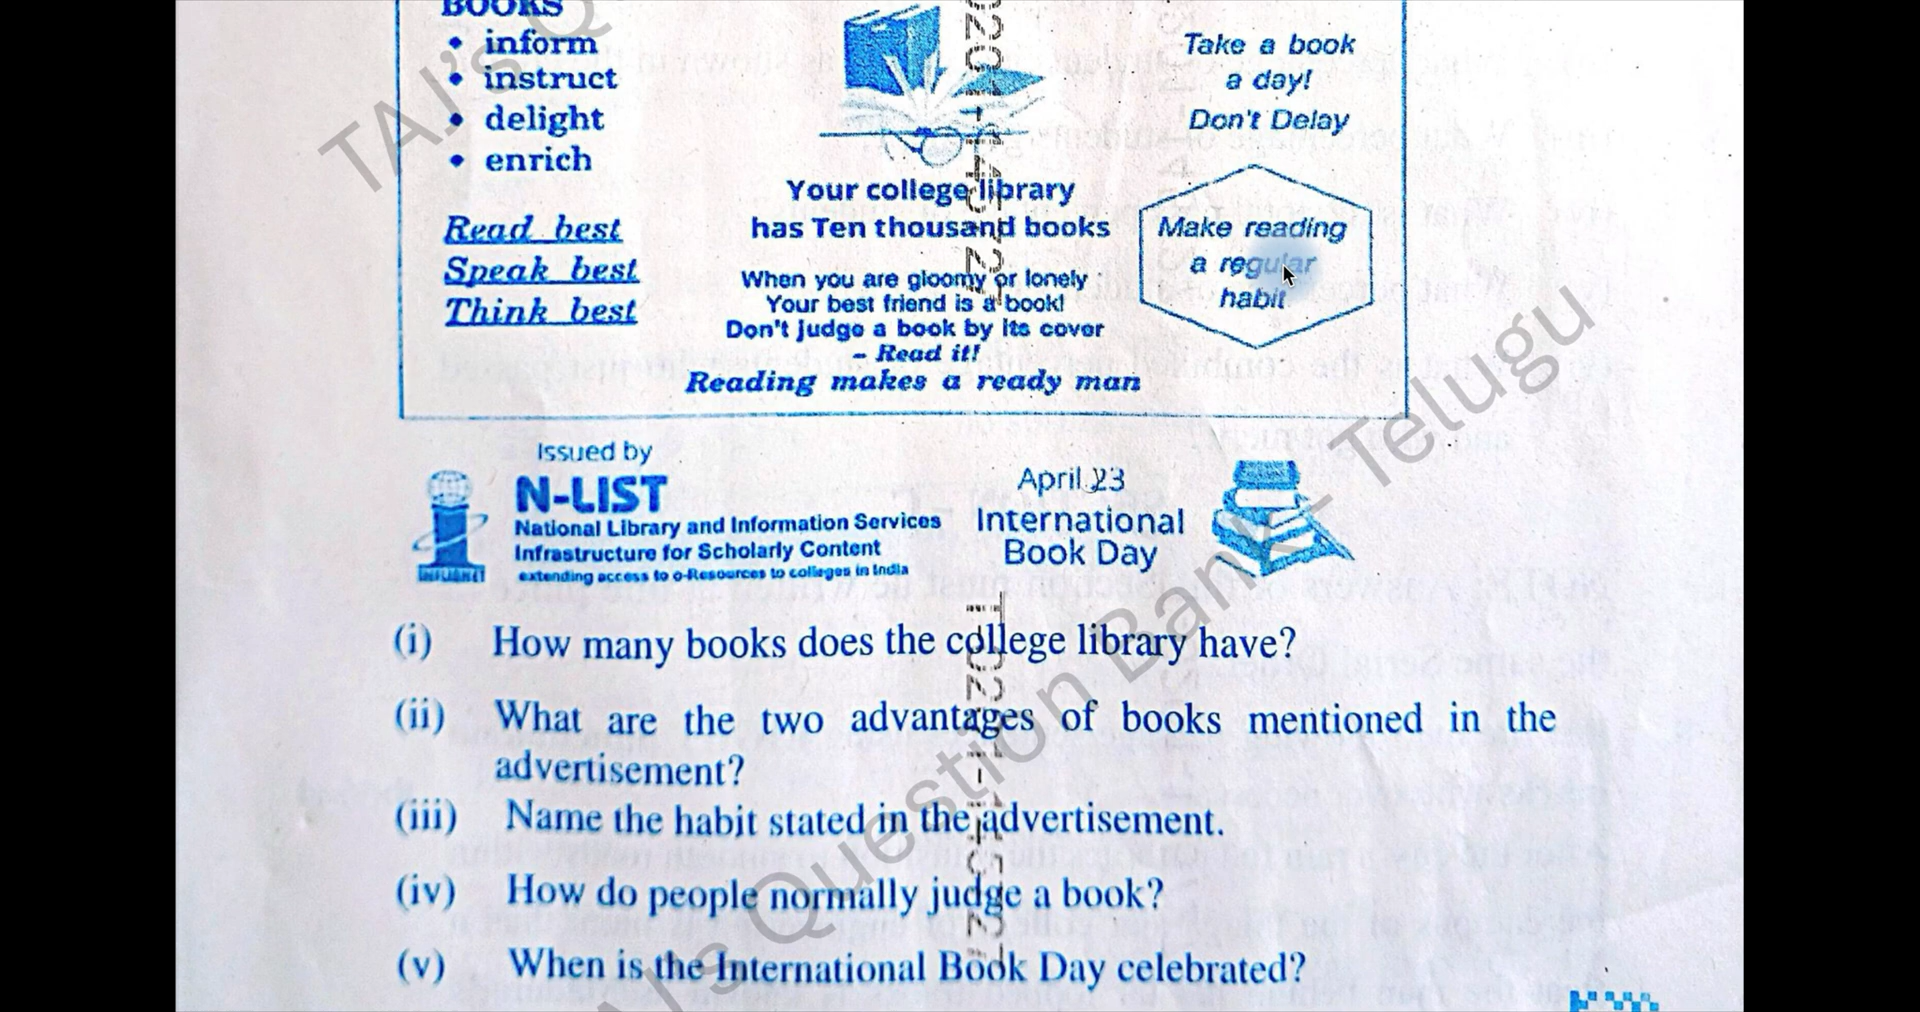 BOOKS
• inform
• instruct
• delight
• enrich
Read best
Speak best
Think best
Your college library
has Ten thousand books
When you are gloomy or lonely
Your best friend is a book!
Don't judge a book by its cover
- Read it!
Reading makes a ready man
Take a book
a day!
Don't Delay
Make reading
a regular
habit
Issued by
N-LIST
National Library and Information Services
Infrastructure for Scholarly Content
extending access to e-Resources to colleges in India
April 23
International
Book Day
(i) How many books does the college library have?
(ii) What are the two advantages of books mentioned in the
advertisement?
(iii) Name the habit stated in the advertisement.
(iv) How do people normally judge a book?
(v) When is the International Book Day celebrated?
TAJ's Q
's Question Bank - Telugu